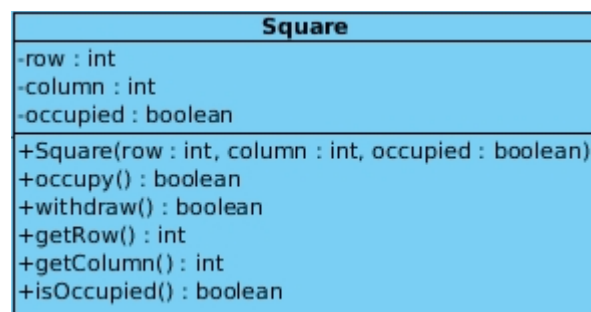 Square
-row : int
-column : int
-occupied : boolean
+Square(row : int, column : int, occupied : boolean)
+occupy() : boolean
+withdraw() : boolean
+getRow() : int
+getColumn() : int
+isOccupied() : boolean